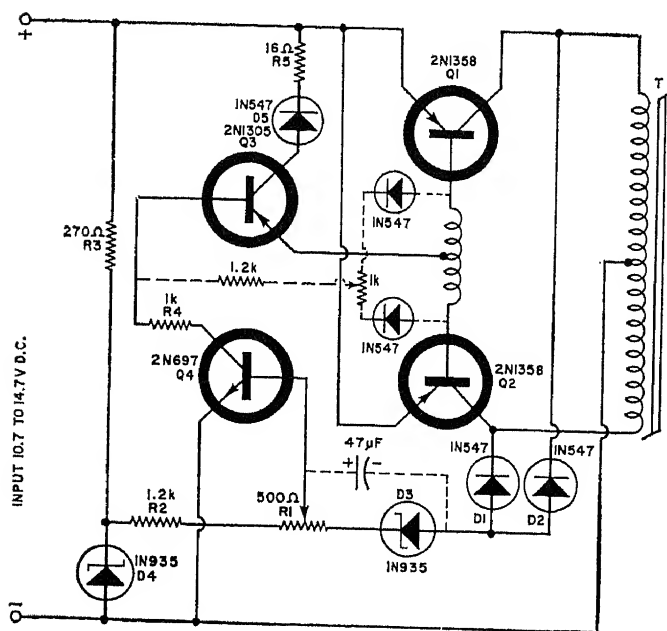 +
16Ω
R5
1N547
D5
2N1305
Q3
2N1358
Q1
T
1N547
270Ω
R3
1.2k
1k
1k
R4
1N547
2N697
Q4
2N1358
Q2
INPUT 10.7 TO 14.7V D.C.
47µF
+ −
1N547
1N547
1.2k
R2
500Ω
R1
D3
D1
D2
1N935
1N935
D4
−